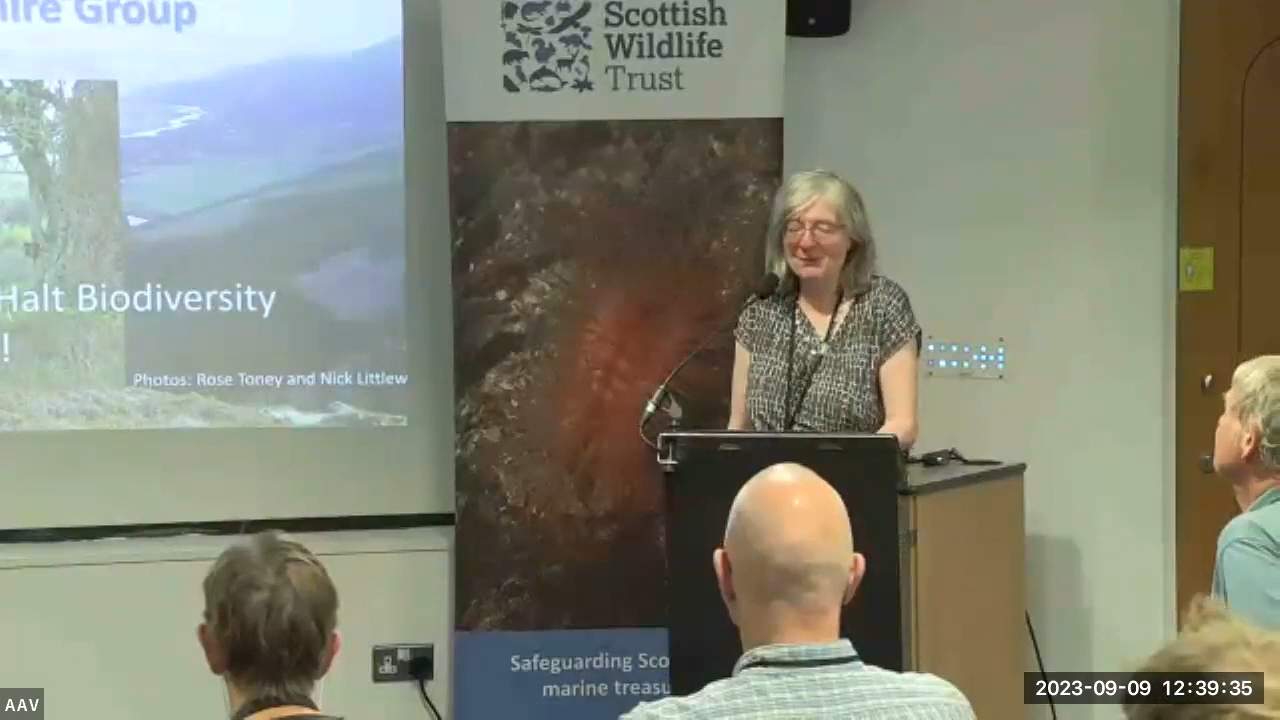 ire Group
Halt Biodiversity
!
Photos: Rose Toney and Nick Littlew
Scottish
Wildlife
Trust
Safeguarding Sco
marine treasu
AAV
2023-09-09 12:39:35